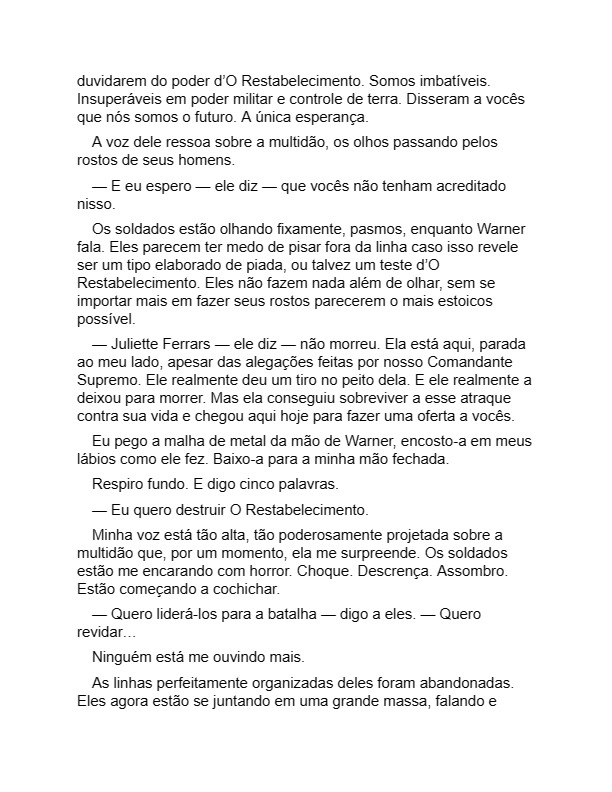 duvidarem do poder d’O Restabelecimento. Somos imbatíveis.
Insuperáveis em poder militar e controle de terra. Disseram a vocês
que nós somos o futuro. A única esperança.
A voz dele ressoa sobre a multidão, os olhos passando pelos
rostos de seus homens.
— E eu espero — ele diz — que vocês não tenham acreditado
nisso.
Os soldados estão olhando fixamente, pasmos, enquanto Warner
fala. Eles parecem ter medo de pisar fora da linha caso isso revele
ser um tipo elaborado de piada, ou talvez um teste d’O
Restabelecimento. Eles não fazem nada além de olhar, sem se
importar mais em fazer seus rostos parecerem o mais estoicos
possível.
— Juliette Ferrars — ele diz — não morreu. Ela está aqui, parada
ao meu lado, apesar das alegações feitas por nosso Comandante
Supremo. Ele realmente deu um tiro no peito dela. E ele realmente a
deixou para morrer. Mas ela conseguiu sobreviver a esse atraque
contra sua vida e chegou aqui hoje para fazer uma oferta a vocês.
Eu pego a malha de metal da mão de Warner, encosto-a em meus
lábios como ele fez. Baixo-a para a minha mão fechada.
Respiro fundo. E digo cinco palavras.
— Eu quero destruir O Restabelecimento.
Minha voz está tão alta, tão poderosamente projetada sobre a
multidão que, por um momento, ela me surpreende. Os soldados
estão me encarando com horror. Choque. Descrença. Assombro.
Estão começando a cochichar.
— Quero liderá-los para a batalha — digo a eles. — Quero
revidar…
Ninguém está me ouvindo mais.
As linhas perfeitamente organizadas deles foram abandonadas.
Eles agora estão se juntando em uma grande massa, falando e